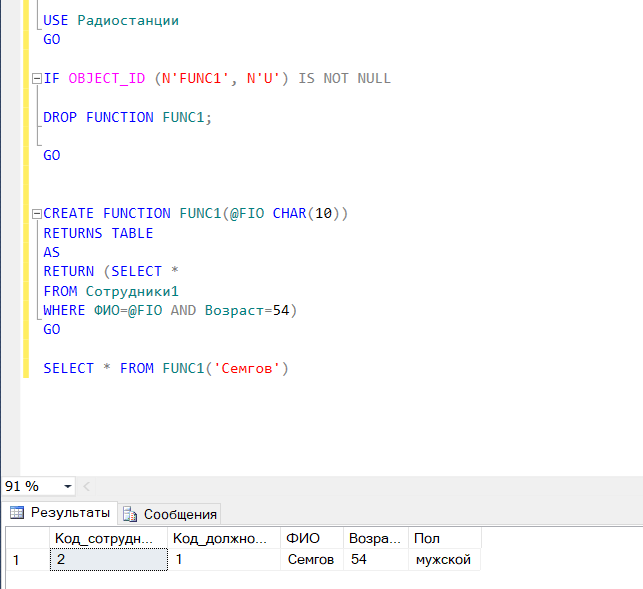 USE Радиостанции
GO
IF OBJECT_ID (N'FUNC1', N'U') IS NOT NULL
DROP FUNCTION FUNC1;
GO
CREATE FUNCTION FUNC1(@FIO CHAR(10))
RETURNS TABLE
AS
RETURN (SELECT *
FROM Сотрудники1
WHERE ФИО=@FIO AND Возраст=54)
GO
SELECT * FROM FUNC1('Семгов')
91 %
Результаты Сообщения
Код_сотрудн... Код_должно... ФИО Возра... Пол
1 2 1 Семгов 54 мужской